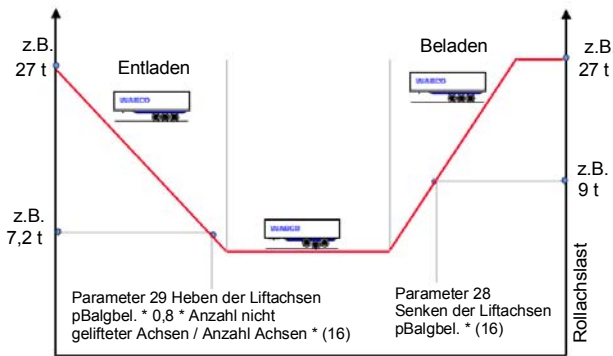 z.B.
27 t
Entladen
Beladen
z.B
27 t
WABCO
WABCO
z.B.
9 t
z.B.
7,2 t
WABCO
Parameter 29 Heben der Liftachsen
pBalgbel. * 0,8 * Anzahl nicht
gelifteter Achsen / Anzahl Achsen * (16)
Parameter 28
Senken der Liftachsen
pBalgbel. * (16)
Rollachslast